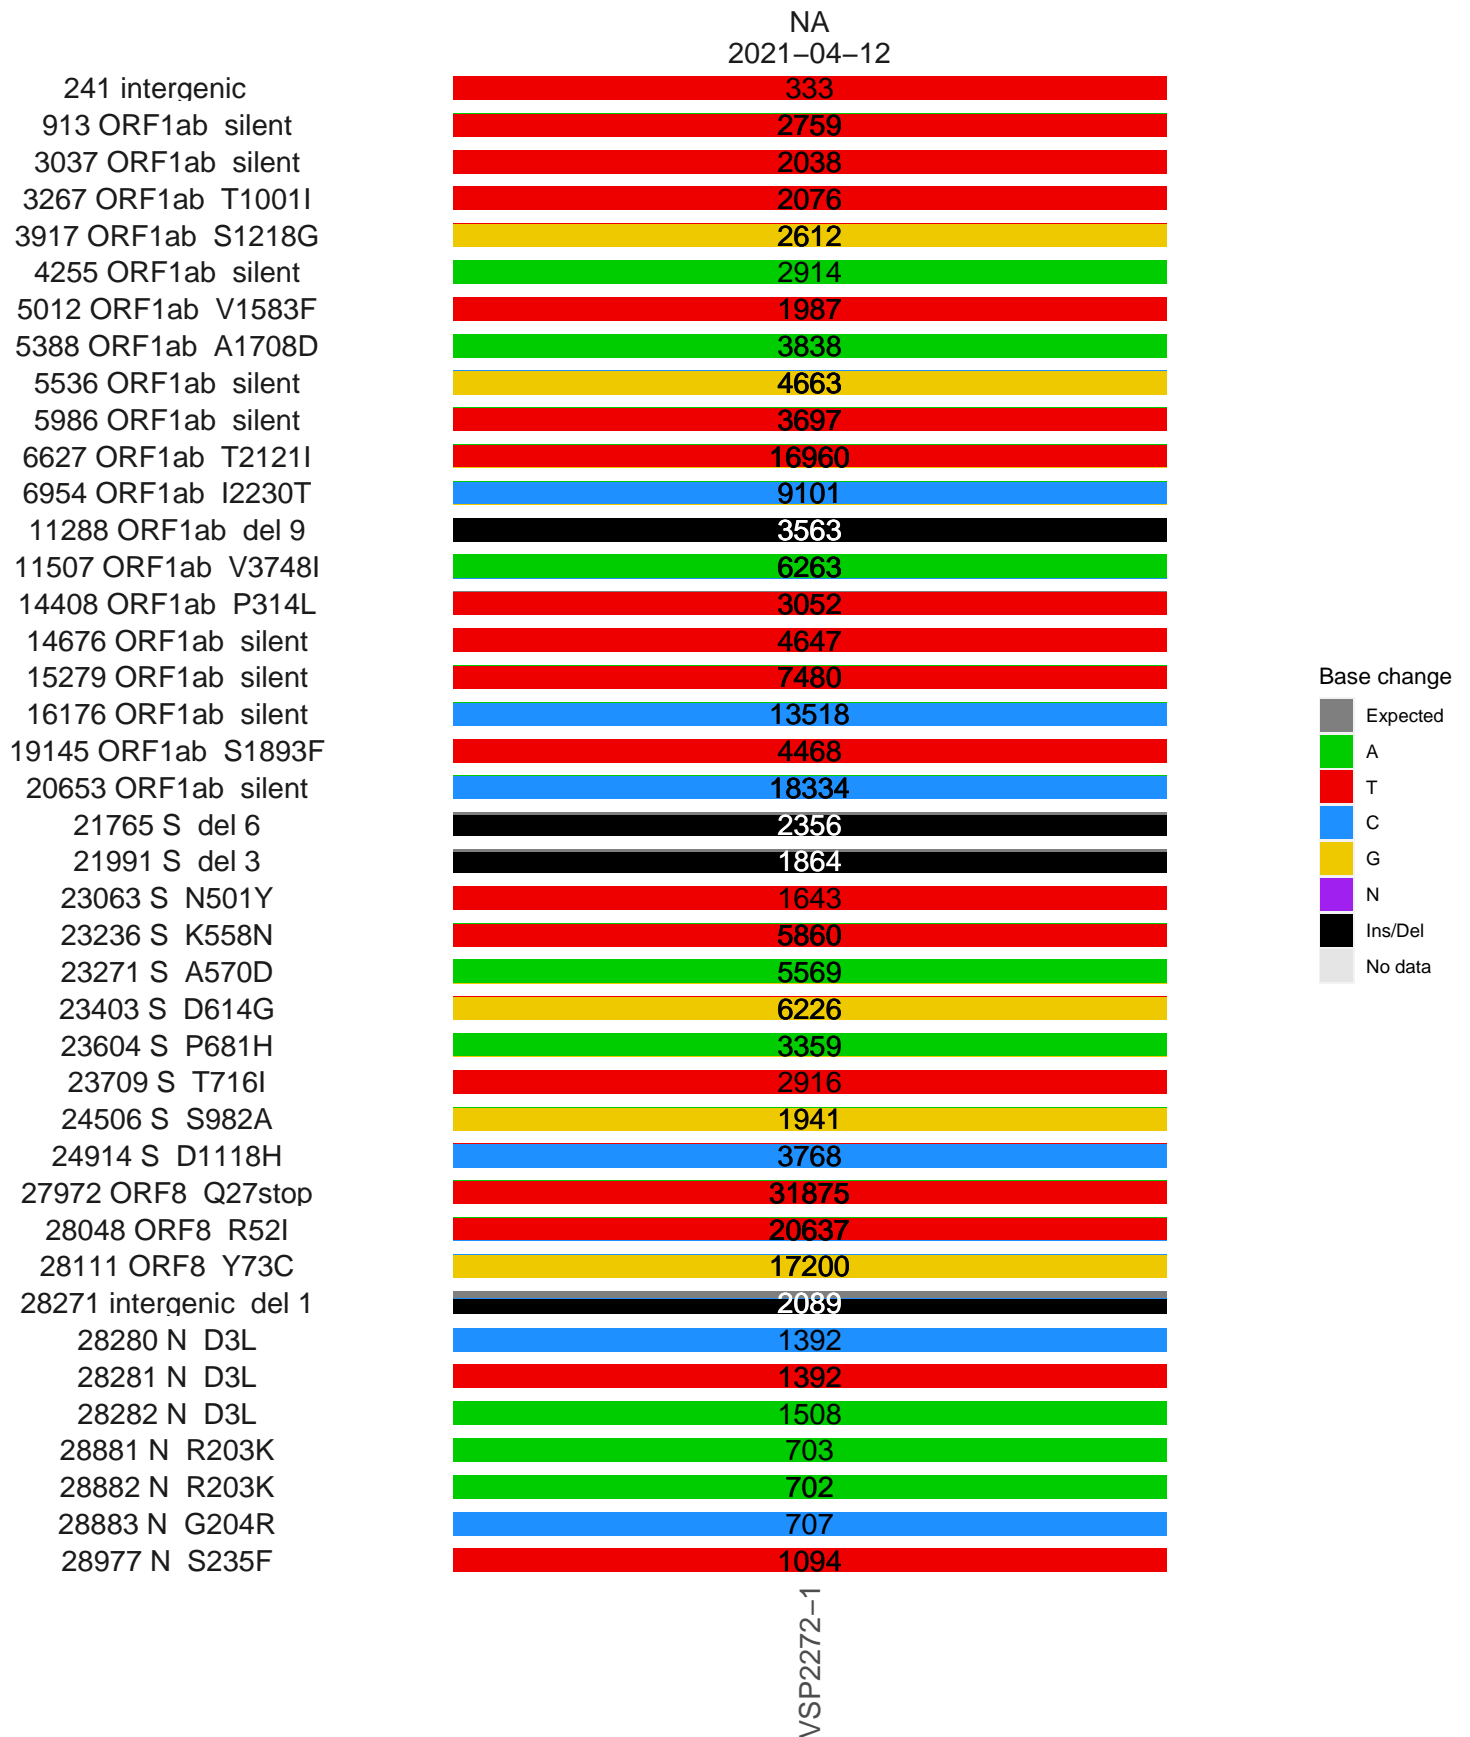 NA
2021−04−12
241 intergenic 333
913 ORF1ab silent 2759
3037 ORF1ab silent 2038
3267 ORF1ab T1001I 2076
3917 ORF1ab S1218G 2612
4255 ORF1ab silent 2914
5012 ORF1ab V1583F 1987
5388 ORF1ab A1708D 3838
5536 ORF1ab silent 4663
5986 ORF1ab silent 3697
6627 ORF1ab T2121I 16960
6954 ORF1ab I2230T 9101
11288 ORF1ab del 9 3563
11507 ORF1ab V3748I 6263
14408 ORF1ab P314L 3052
14676 ORF1ab silent 4647
15279 ORF1ab silent 7480
16176 ORF1ab silent 13518
19145 ORF1ab S1893F 4468
20653 ORF1ab silent 18334
21765 S del 6 2356
21991 S del 3 1864
23063 S N501Y 1643
23236 S K558N 5860
23271 S A570D 5569
23403 S D614G 6226
23604 S P681H 3359
23709 S T716I 2916
24506 S S982A 1941
24914 S D1118H 3768
27972 ORF8 Q27stop 31875
28048 ORF8 R52I 20637
28111 ORF8 Y73C 17200
28271 intergenic del 1 2089
28280 N D3L 1392
28281 N D3L 1392
28282 N D3L 1508
28881 N R203K 703
28882 N R203K 702
28883 N G204R 707
28977 N S235F 1094
VSP2272−1
Base change
Expected
A
T
C
G
N
Ins/Del
No data